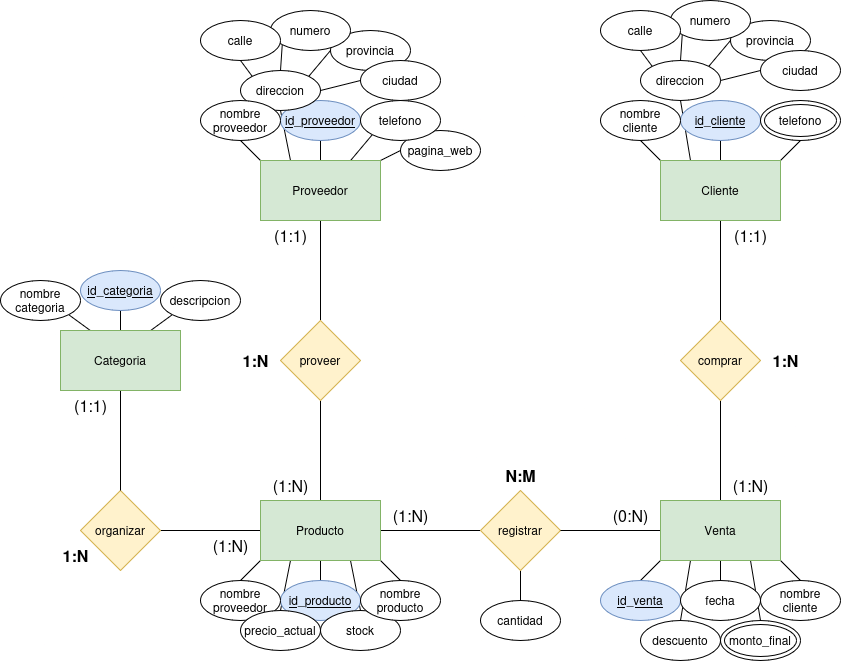 numero
calle
provincia
ciudad
direccion
nombre
proveedor
id_proveedor
telefono
pagina_web
Proveedor
(1:1)
numero
calle
provincia
ciudad
direccion
nombre
cliente
id_cliente
telefono
Cliente
(1:1)
nombre
categoria
id_categoria
descripcion
Categoria
(1:1)
1:N
proveer
comprar
1:N
(1:N)
N:M
(1:N)
organizar
1:N
(1:N)
Producto
(1:N)
registrar
(0:N)
Venta
nombre
proveedor
id_producto
nombre
producto
precio_actual
stock
cantidad
id_venta
fecha
nombre
cliente
descuento
monto_final